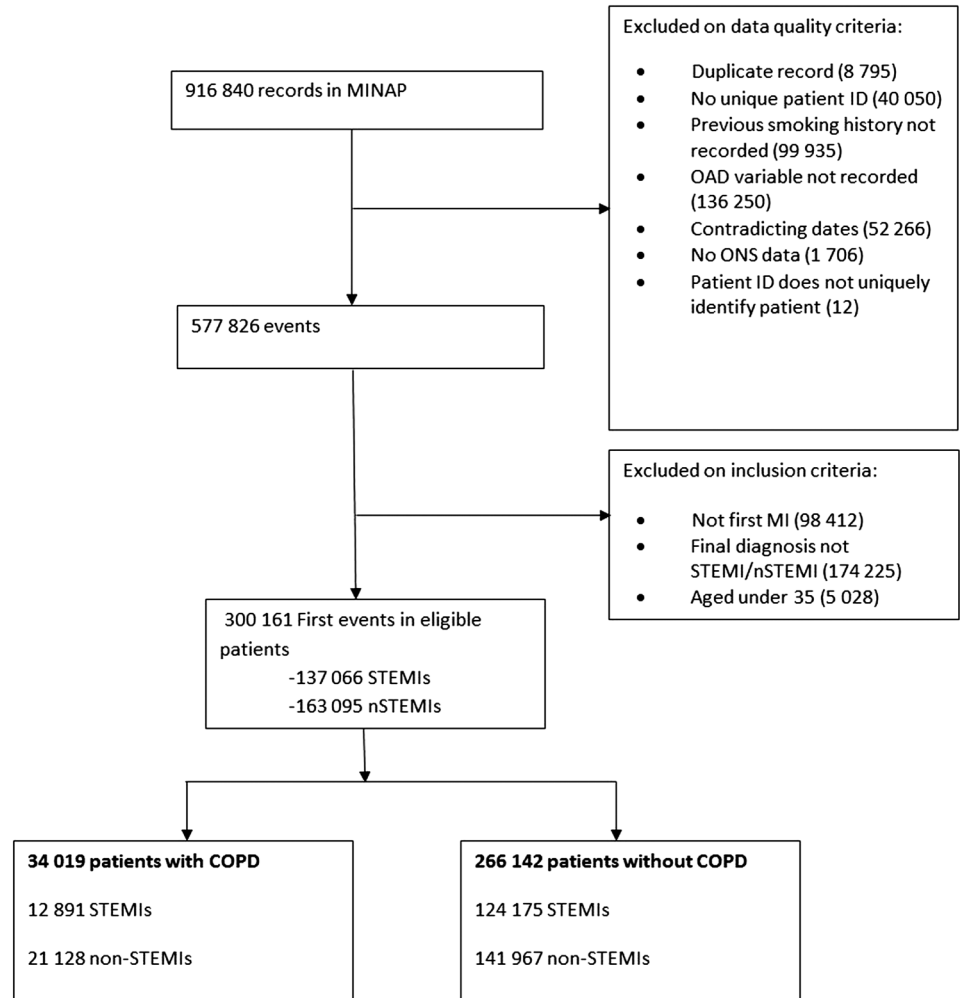 916 840 records in MINAP
Excluded on data quality criteria:
• Duplicate record (8 795)
• No unique patient ID (40 050)
• Previous smoking history not
recorded (99 935)
• OAD variable not recorded
(136 250)
• Contradicting dates (52 266)
• No ONS data (1 706)
• Patient ID does not uniquely
identify patient (12)
577 826 events
Excluded on inclusion criteria:
• Not first MI (98 412)
• Final diagnosis not
STEMI/nSTEMI (174 225)
• Aged under 35 (5 028)
300 161 First events in eligible
patients
-137 066 STEMIs
-163 095 nSTEMIs
34 019 patients with COPD
12 891 STEMIs
21 128 non-STEMIs
266 142 patients without COPD
124 175 STEMIs
141 967 non-STEMIs